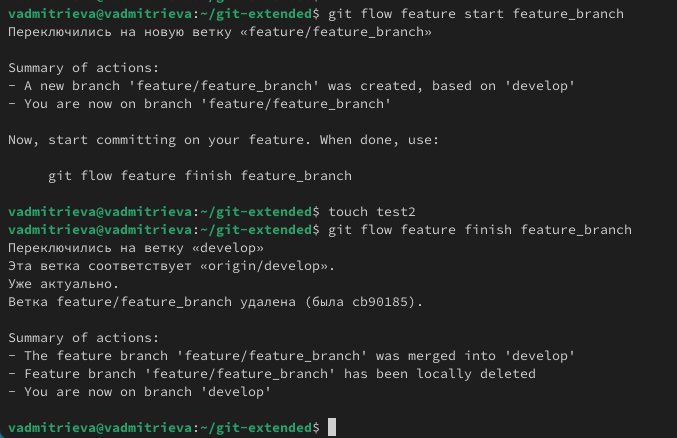 vadmitrieva@vadmitrieva:~/git-extended$ git flow feature start feature_branch
Переключились на новую ветку «feature/feature_branch»
Summary of actions:
- A new branch 'feature/feature_branch' was created, based on 'develop'
- You are now on branch 'feature/feature_branch'
Now, start committing on your feature. When done, use:
git flow feature finish feature_branch
vadmitrieva@vadmitrieva:~/git-extended$ touch test2
vadmitrieva@vadmitrieva:~/git-extended$ git flow feature finish feature_branch
Переключились на ветку «develop»
Эта ветка соответствует «origin/develop».
Уже актуально.
Ветка feature/feature_branch удалена (была cb90185).
Summary of actions:
- The feature branch 'feature/feature_branch' was merged into 'develop'
- Feature branch 'feature/feature_branch' has been locally deleted
- You are now on branch 'develop'
vadmitrieva@vadmitrieva:~/git-extended$